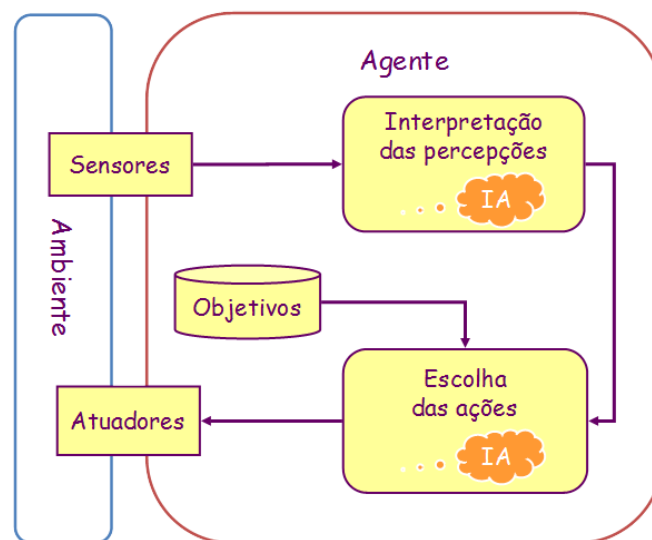 Agente
Interpretação
das percepções
IA
Sensores
Ambiente
Objetivos
Escolha
das ações
IA
Atuadores